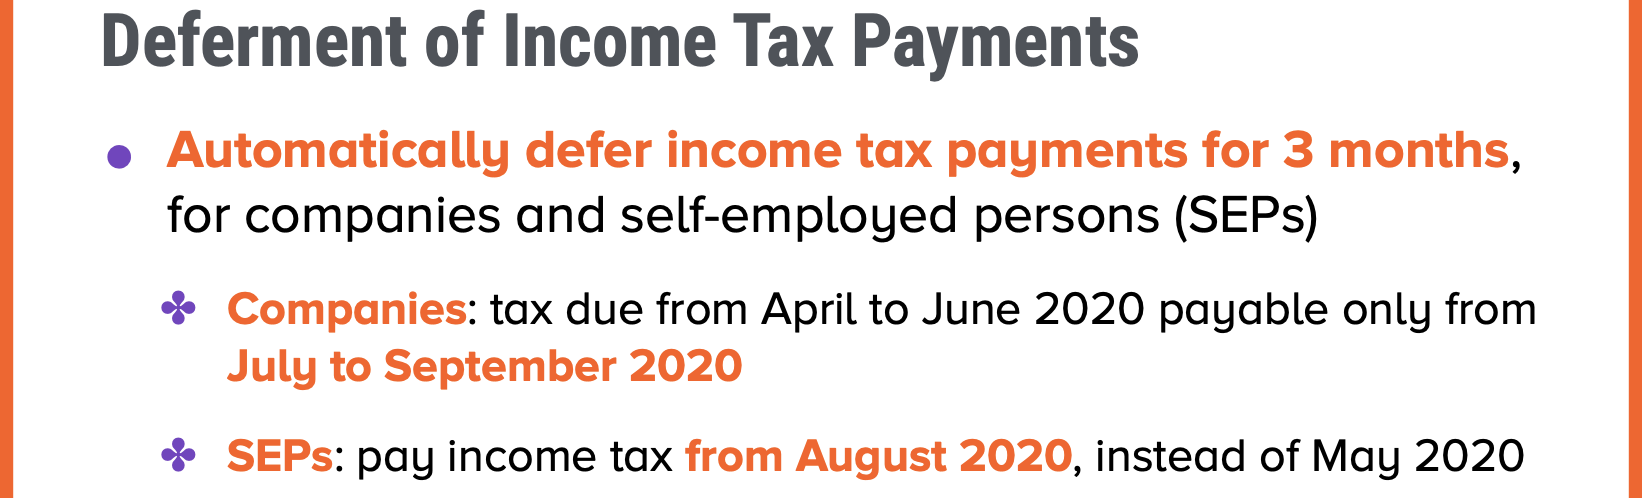 Deferment of Income Tax Payments
Automatically defer income tax payments for 3 months,
for companies and self-employed persons (SEPs)
Companies: tax due from April to June 2020 payable only from
July to September 2020
SEPs: pay income tax from August 2020, instead of May 2020